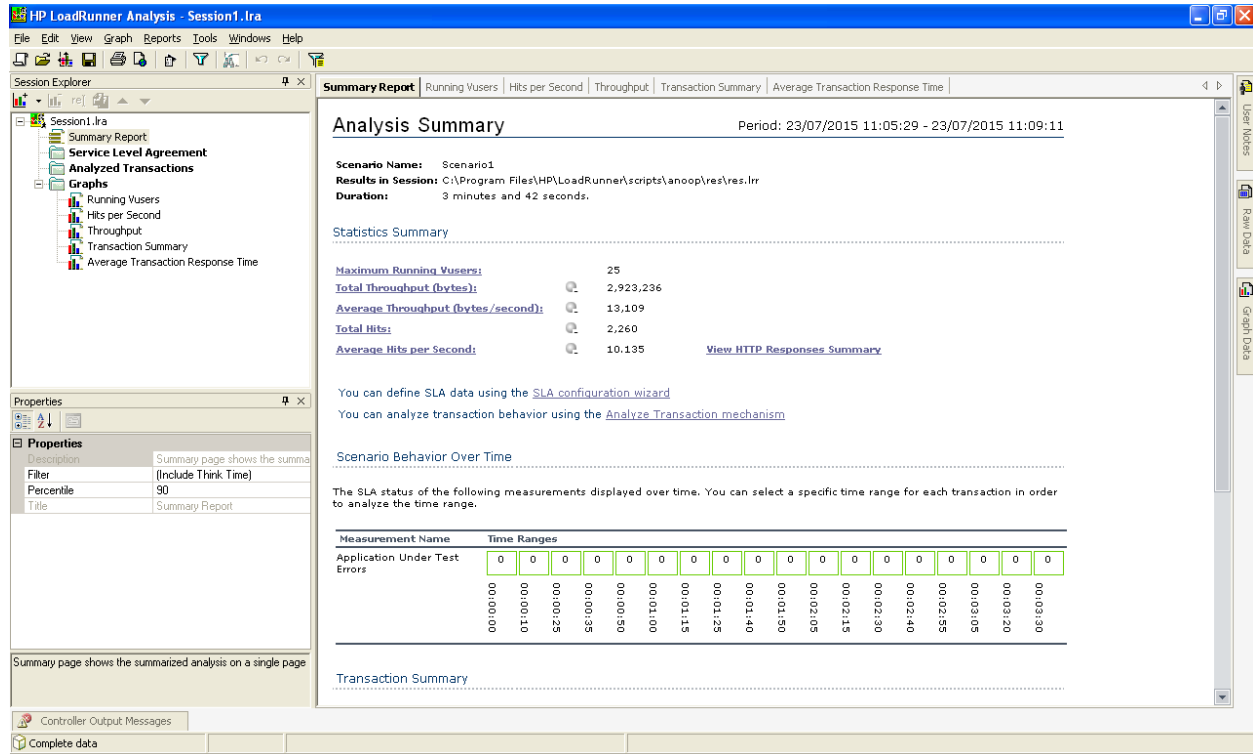 HP LoadRunner Analysis - Session1.lra
File Edit View Graph Reports Tools Windows Help
Session Explorer
Session1.lra
Summary Report
Service Level Agreement
Analyzed Transactions
Graphs
Running Vusers
Hits per Second
Throughput
Transaction Summary
Average Transaction Response Time
Properties
Properties
Description Summary page shows the summa
Filter (Include Think Time)
Percentile 90
Title Summary Report
Summary page shows the summarized analysis on a single page
Summary Report Running Vusers Hits per Second Throughput Transaction Summary Average Transaction Response Time
Analysis Summary Period: 23/07/2015 11:05:29 - 23/07/2015 11:09:11
Scenario Name: Scenario1
Results in Session: C:\Program Files\HP\LoadRunner\scripts\anoop\res\res.lrr
Duration: 3 minutes and 42 seconds.
Statistics Summary
Maximum Running Vusers: 25
Total Throughput (bytes): 2,923,236
Average Throughput (bytes/second): 13,109
Total Hits: 2,260
Average Hits per Second: 10.135 View HTTP Responses Summary
You can define SLA data using the SLA configuration wizard
You can analyze transaction behavior using the Analyze Transaction mechanism
Scenario Behavior Over Time
The SLA status of the following measurements displayed over time. You can select a specific time range for each transaction in order
to analyze the time range.
Measurement Name Time Ranges
Application Under Test 0 0 0 0 0 0 0 0 0 0 0 0 0 0 0 0 0 0
Errors
00:00:00 00:00:10 00:00:25 00:00:35 00:00:50 00:01:00 00:01:15 00:01:25 00:01:40 00:01:50 00:02:05 00:02:15 00:02:30 00:02:40 00:02:55 00:03:05 00:03:20 00:03:30
Transaction Summary
User Notes
Raw Data
Graph Data
Controller Output Messages
Complete data